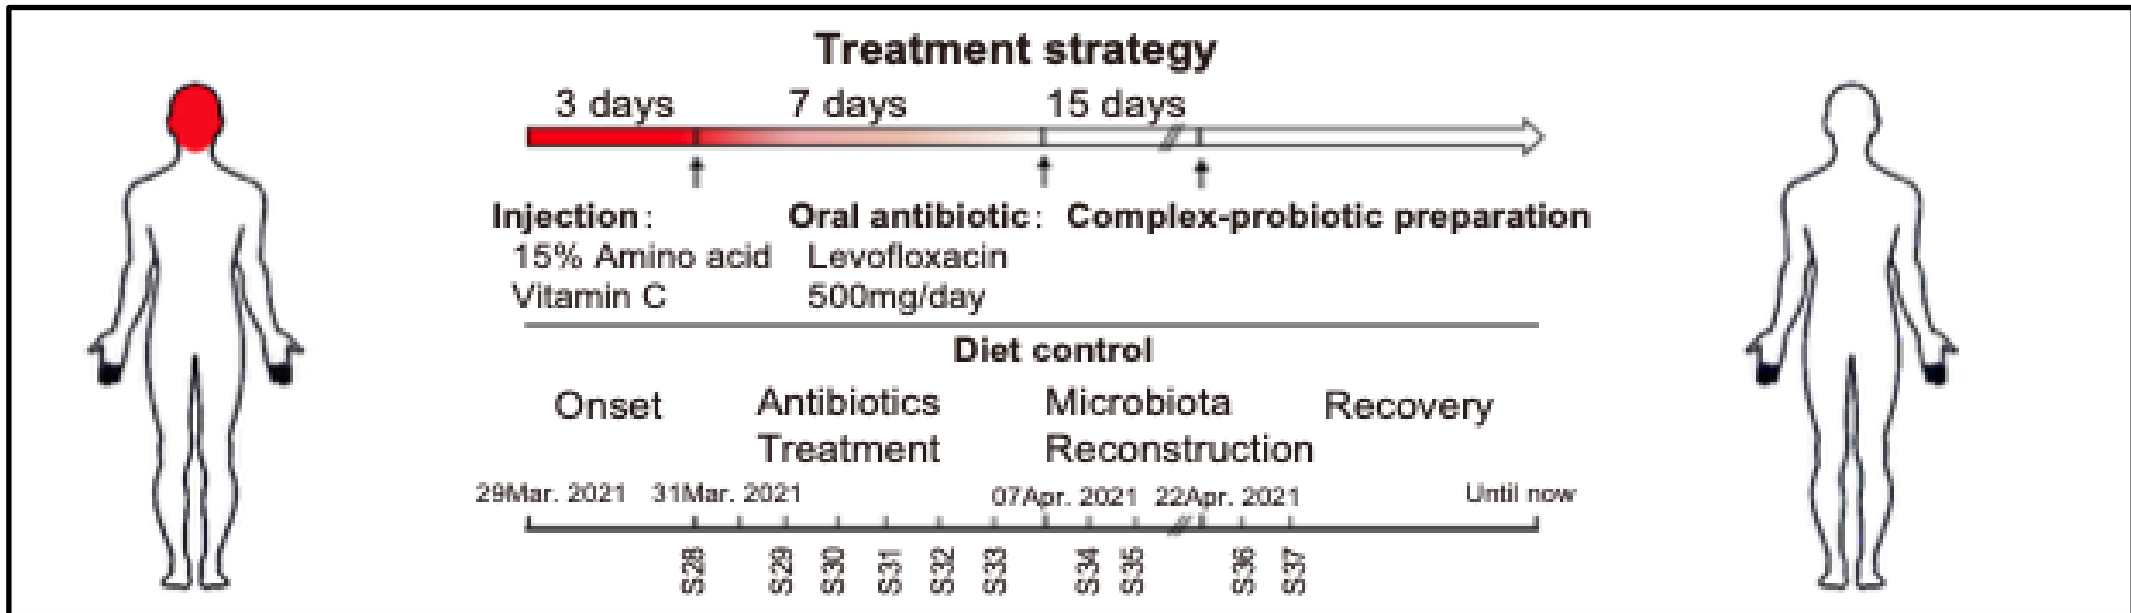 Treatment strategy
3 days 7 days 15 days
Injection: Oral antibiotic: Complex-probiotic preparation
15% Amino acid Levofloxacin
Vitamin C 500mg/day
Diet control
Onset Antibiotics Microbiota Recovery
Treatment Reconstruction
29Mar. 2021 31Mar. 2021 07Apr. 2021 22Apr. 2021 Until now
S28 S29 S30 S31 S32 S33 S34 S35 S36 S37